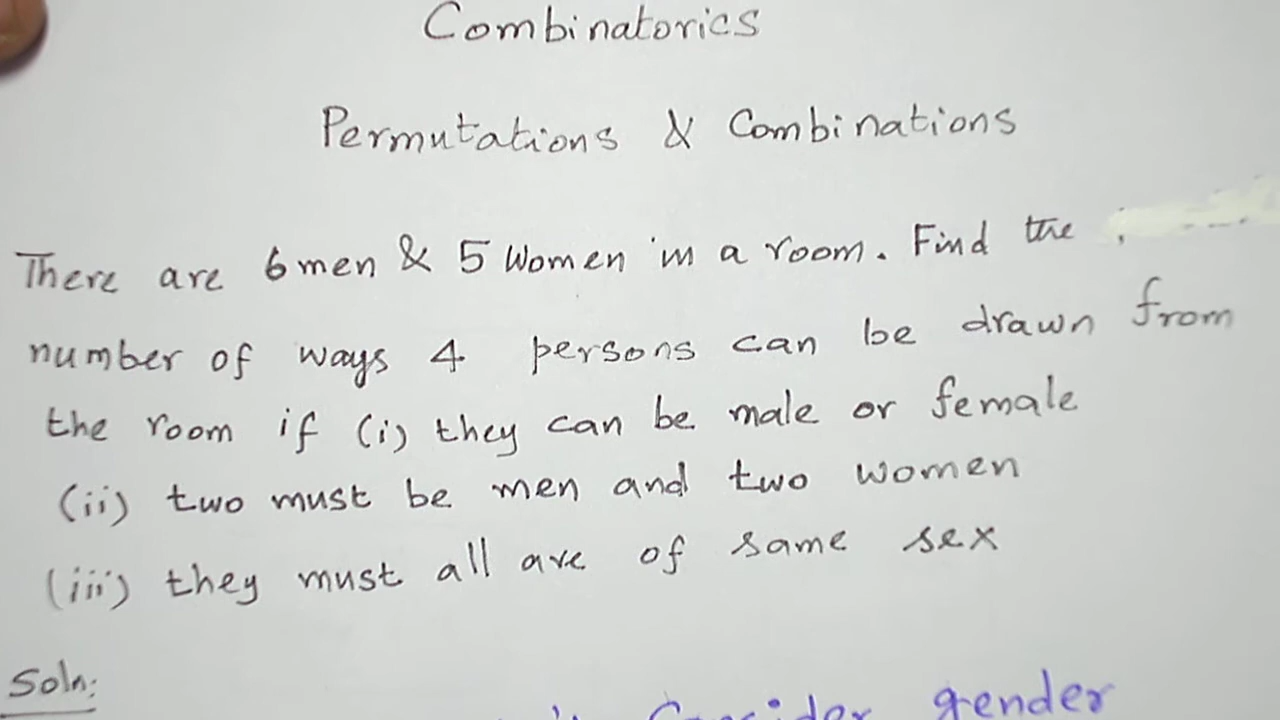 Combinatorics
Permutations & Combinations
There are 6 men & 5 Women in a room. Find the
number of ways 4 persons can be drawn from
the room if (i) they can be male or female
(ii) two must be men and two women
(iii) they must all are of same sex
Soln:
Consider gender